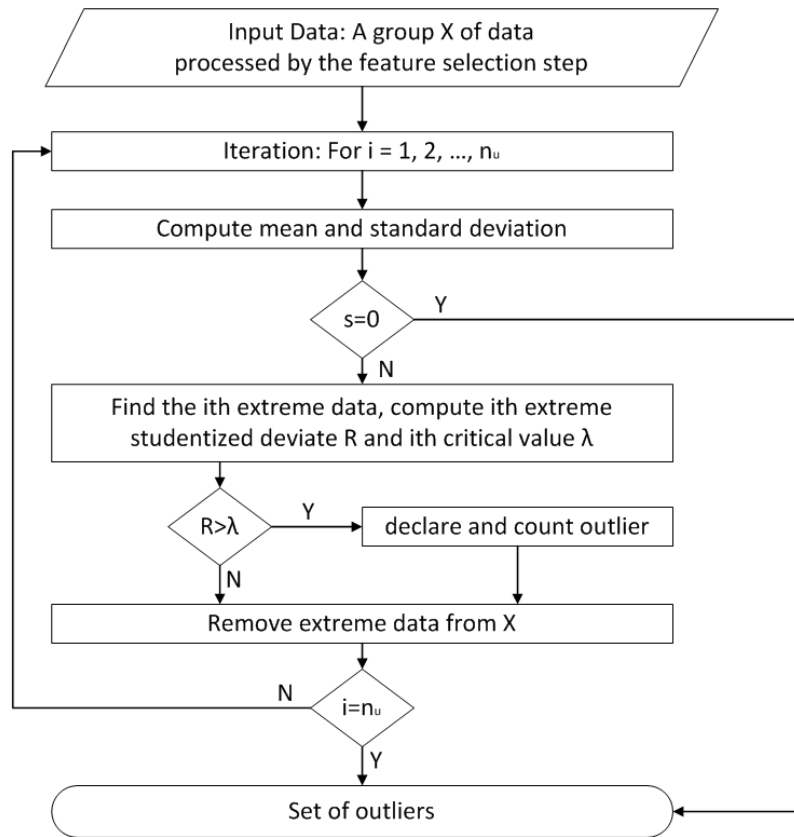 Input Data: A group X of data
processed by the feature selection step
Iteration: For i = 1, 2, ..., nᵤ
Compute mean and standard deviation
s=0
Y
N
Find the ith extreme data, compute ith extreme
studentized deviate R and ith critical value λ
R>λ
Y
declare and count outlier
N
Remove extreme data from X
N
i=nᵤ
Y
Set of outliers